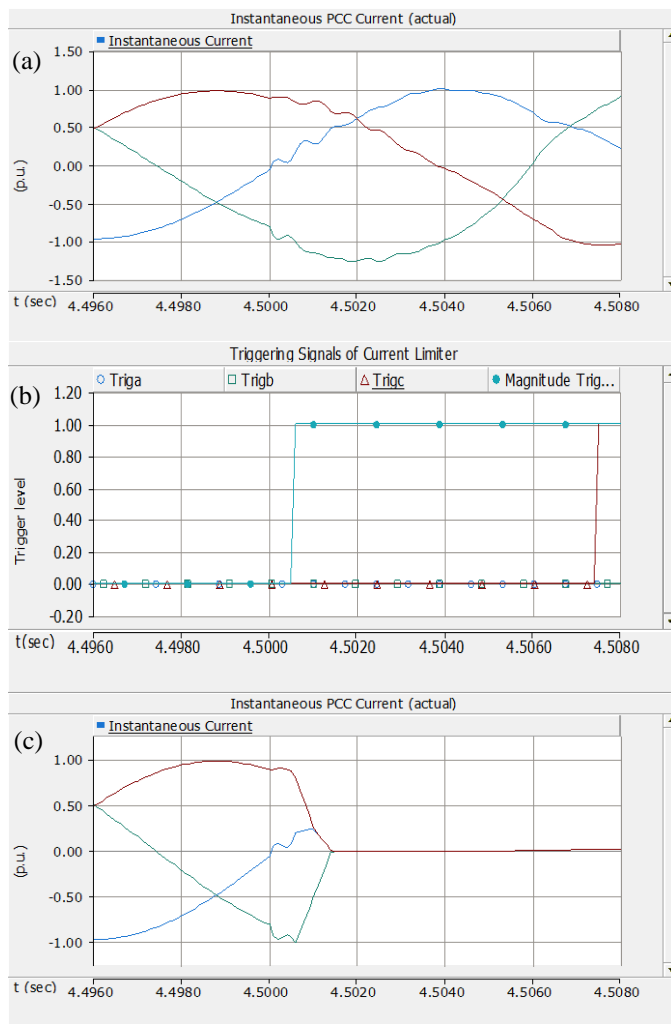 Instantaneous PCC Current (actual)
(a)
Instantaneous Current
1.50
1.00
0.50
0.00
-0.50
-1.00
-1.50
(p.u.)
t (sec) 4.4960 4.4980 4.5000 4.5020 4.5040 4.5060 4.5080
Triggering Signals of Current Limiter
(b)
Triga Trigb Trigc Magnitude Trig...
1.20
1.00
0.80
0.60
0.40
0.20
0.00
-0.20
Trigger level
t(sec) 4.4960 4.4980 4.5000 4.5020 4.5040 4.5060 4.5080
Instantaneous PCC Current (actual)
(c)
Instantaneous Current
1.00
0.50
0.00
-0.50
-1.00
(p.u.)
t (sec) 4.4960 4.4980 4.5000 4.5020 4.5040 4.5060 4.5080